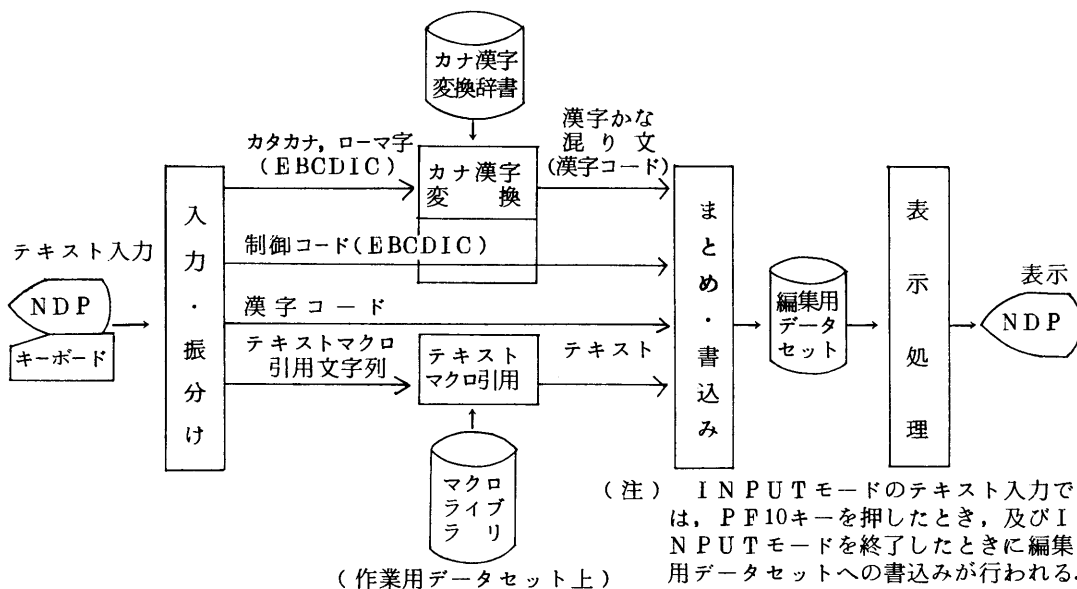 カナ漢字
変換辞書
カタカナ,ローマ字
(EBCDIC)
カナ漢字
変換
漢字かな
混り文
(漢字コード)
テキスト入力
NDP
キーボード
入力・振分け
制御コード(EBCDIC)
漢字コード
テキストマクロ
引用文字列
テキスト
マクロ引用
テキスト
まとめ・書込み
編集用
データ
セット
表示処理
表示
NDP
マクロ
ライブ
ラリ
(作業用データセット上)
(注) INPUTモードのテキスト入力で
は,PF10キーを押したとき,及びI
NPUTモードを終了したときに編集
用データセットへの書込みが行われる.